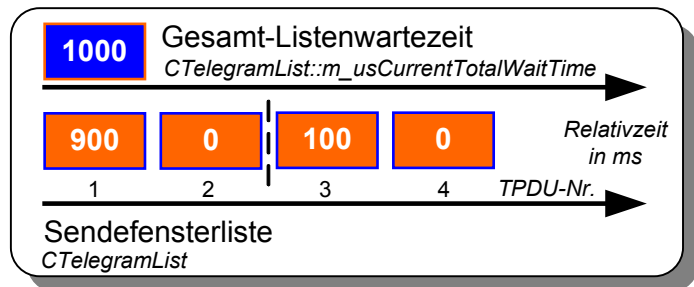 1000 Gesamt-Listenwartezeit
CTelegramList::m_usCurrentTotalWaitTime
900 0 100 0 Relativzeit
in ms
1 2 3 4 TPDU-Nr.
Sendefensterliste
CTelegramList